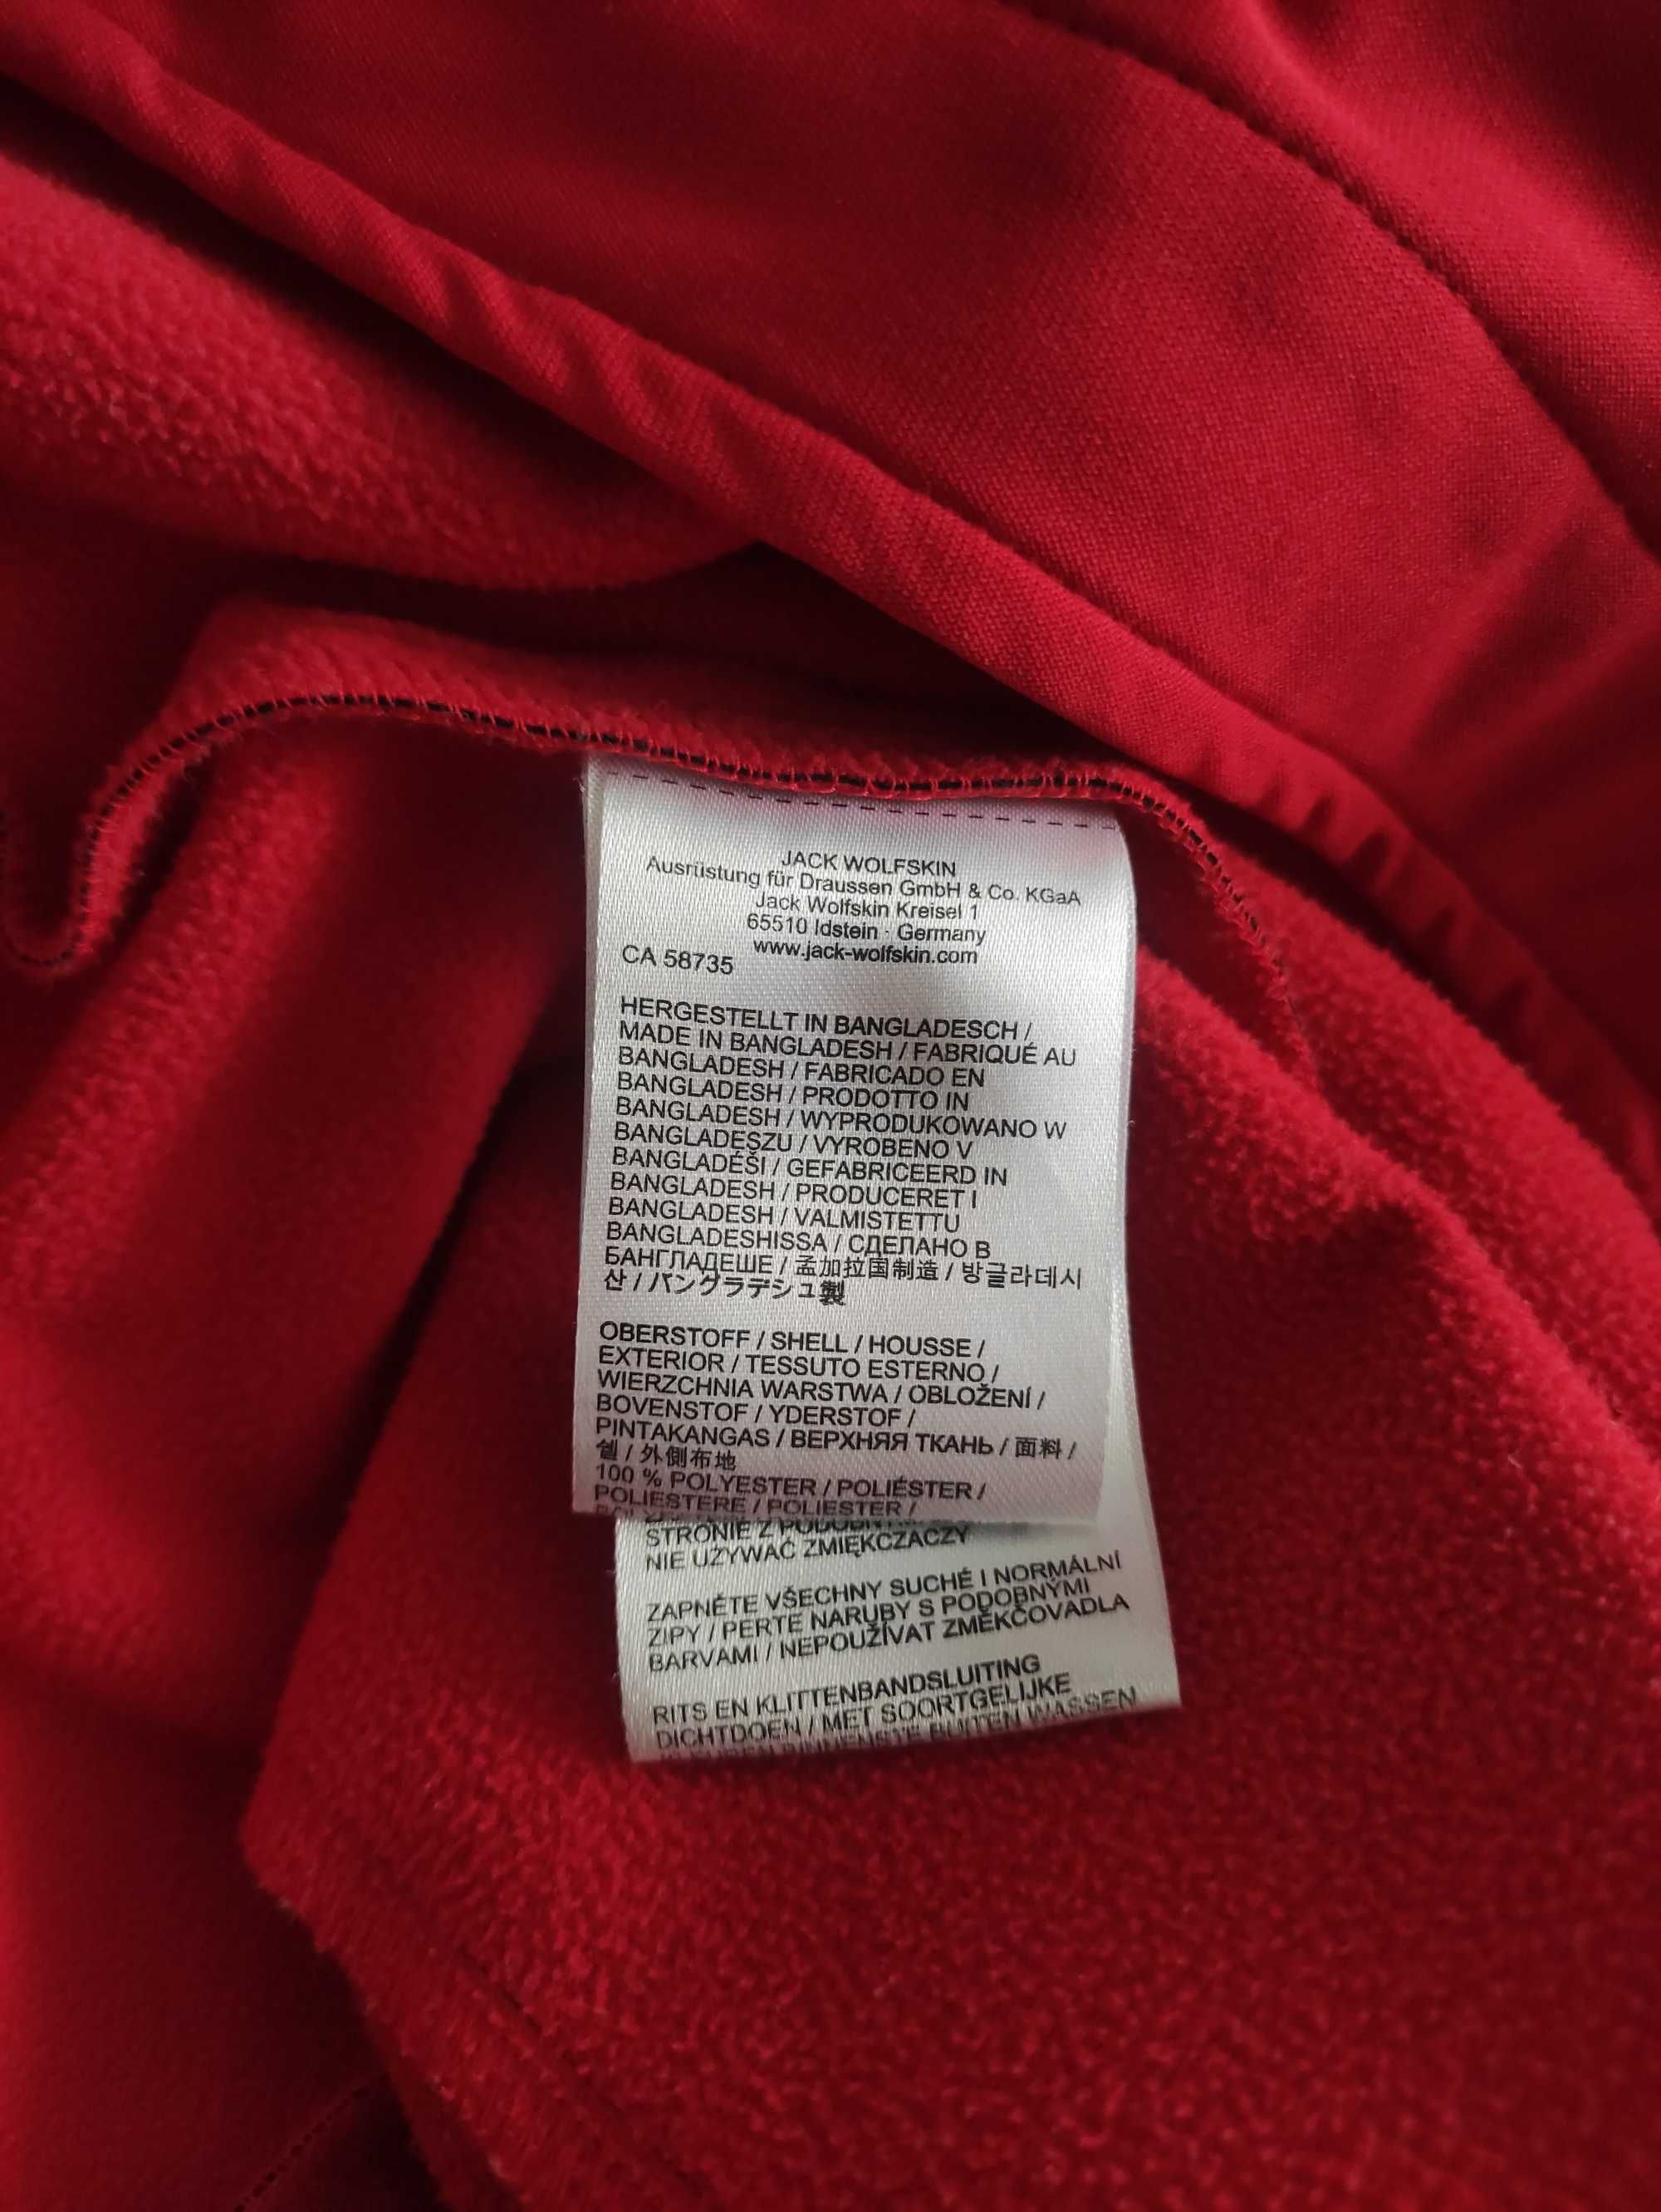 JACK WOLFSKIN
Ausrüstung für Draussen GmbH & Co. KGaA
Jack Wolfskin Kreisel 1
65510 Idstein · Germany
www.jack-wolfskin.com
CA 58735
HERGESTELLT IN BANGLADESCH /
MADE IN BANGLADESH / FABRIQUÉ AU
BANGLADESH / FABRICADO EN
BANGLADESH / PRODOTTO IN
BANGLADESH / WYPRODUKOWANO W
BANGLADESZU / VYROBENO V
BANGLADÉŠI / GEFABRICEERD IN
BANGLADESH / PRODUCERET I
BANGLADESH / VALMISTETTU
BANGLADESHISSA / СДЕЛАНО В
БАНГЛАДЕШЕ / 孟加拉国制造 / 방글라데시
산 / バングラデシュ製
OBERSTOFF / SHELL / HOUSSE /
EXTERIOR / TESSUTO ESTERNO /
WIERZCHNIA WARSTWA / OBLOŽENÍ /
BOVENSTOF / YDERSTOF /
PINTAKANGAS / ВЕРХНЯЯ ТКАНЬ / 面料 /
쉘 / 外側布地
100 % POLYESTER / POLIÉSTER /
POLIESTERE / POLIESTER /
STRONIE Z
NIE UŻYWAĆ ZMIĘKCZACZY
ZAPNĚTE VŠECHNY SUCHÉ I NORMÁLNÍ
ZIPY / PERTE NARUBY S PODOBNÝMI
BARVAMI / NEPOUŽÍVAT ZMĚKČOVADLA
RITS EN KLITTENBANDSLUITING
DICHTDOEN / MET SOORTGELIJKE
BUITEN WASSEN